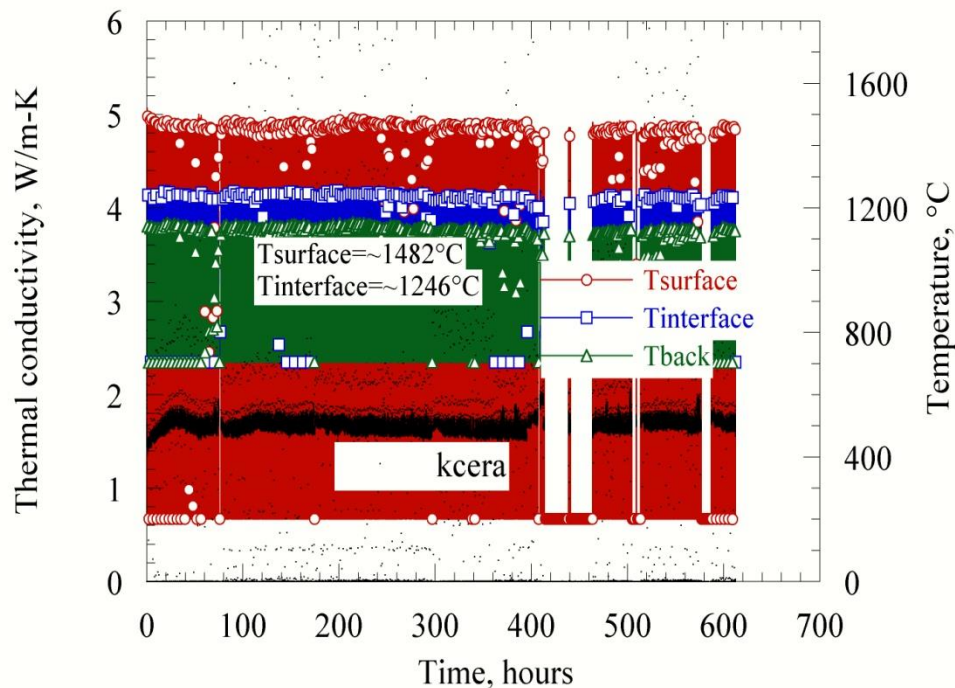 Thermal conductivity, W/m-K
6
5
4
3
2
1
0
Tsurface=~1482°C
Tinterface=~1246°C
Tsurface
Tinterface
Tback
kcera
1600
1200
800
400
0
Temperature, °C
0 100 200 300 400 500 600 700
Time, hours